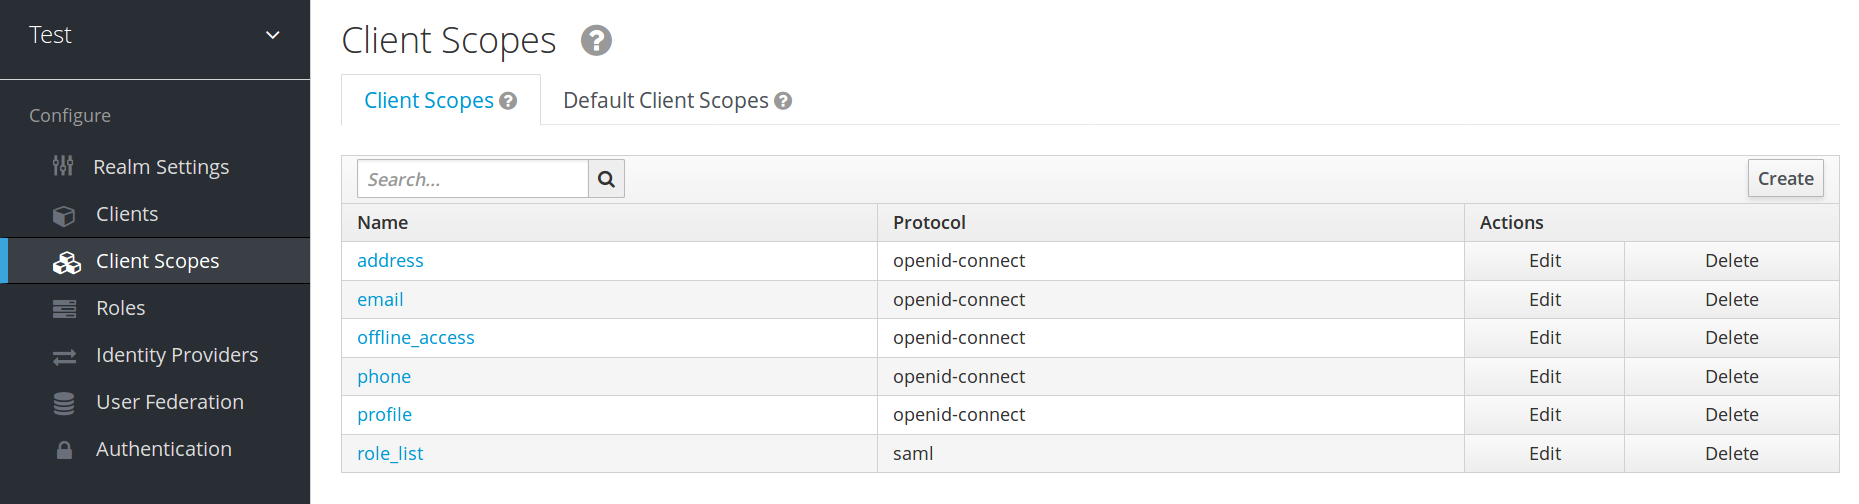 Test
Configure
Realm Settings
Clients
Client Scopes
Roles
Identity Providers
User Federation
Authentication
Client Scopes ?
Client Scopes ? Default Client Scopes ?
Search...
Create
Name Protocol Actions
address openid-connect Edit Delete
email openid-connect Edit Delete
offline_access openid-connect Edit Delete
phone openid-connect Edit Delete
profile openid-connect Edit Delete
role_list saml Edit Delete